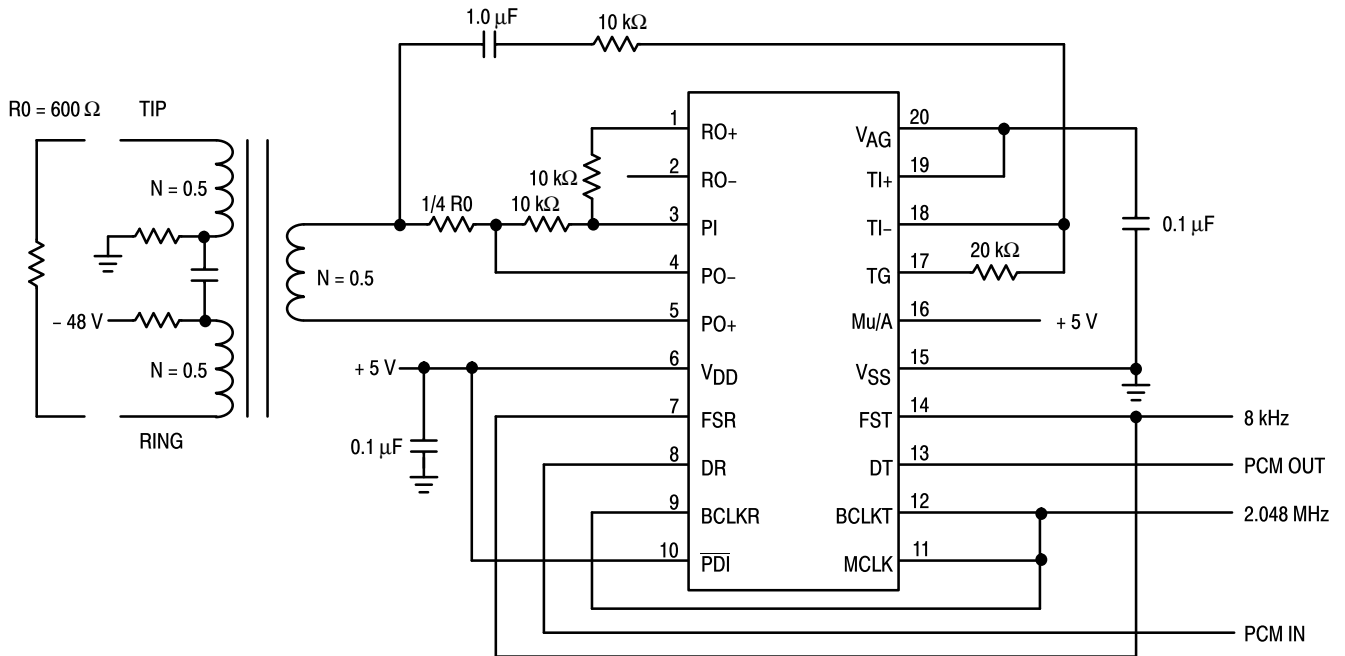 1.0 μF
10 kΩ
R0 = 600 Ω
TIP
N = 0.5
– 48 V
N = 0.5
RING
N = 0.5
1/4 R0
10 kΩ
10 kΩ
+ 5 V
0.1 μF
1 RO+
2 RO–
3 PI
4 PO–
5 PO+
6 VDD
7 FSR
8 DR
9 BCLKR
10 PDI
VAG 20
TI+ 19
TI– 18
TG 17
Mu/A 16
VSS 15
FST 14
DT 13
BCLKT 12
MCLK 11
20 kΩ
0.1 μF
+ 5 V
8 kHz
PCM OUT
2.048 MHz
PCM IN